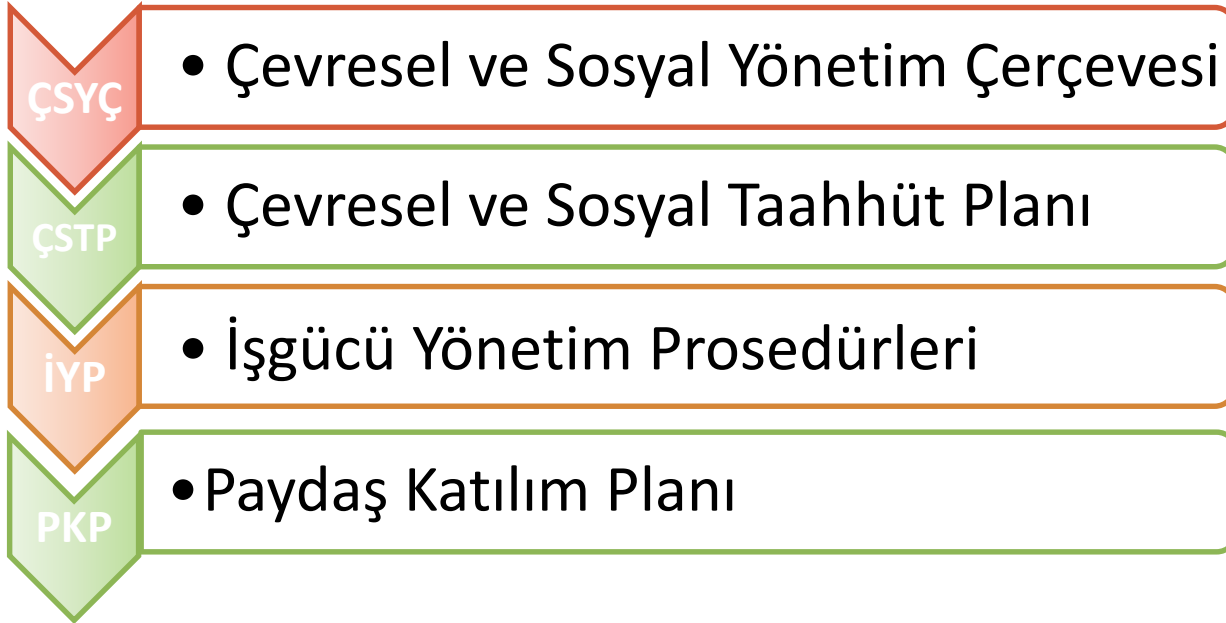 ÇSYÇ
• Çevresel ve Sosyal Yönetim Çerçevesi
ÇSTP
• Çevresel ve Sosyal Taahhüt Planı
İYP
• İşgücü Yönetim Prosedürleri
PKP
•Paydaş Katılım Planı